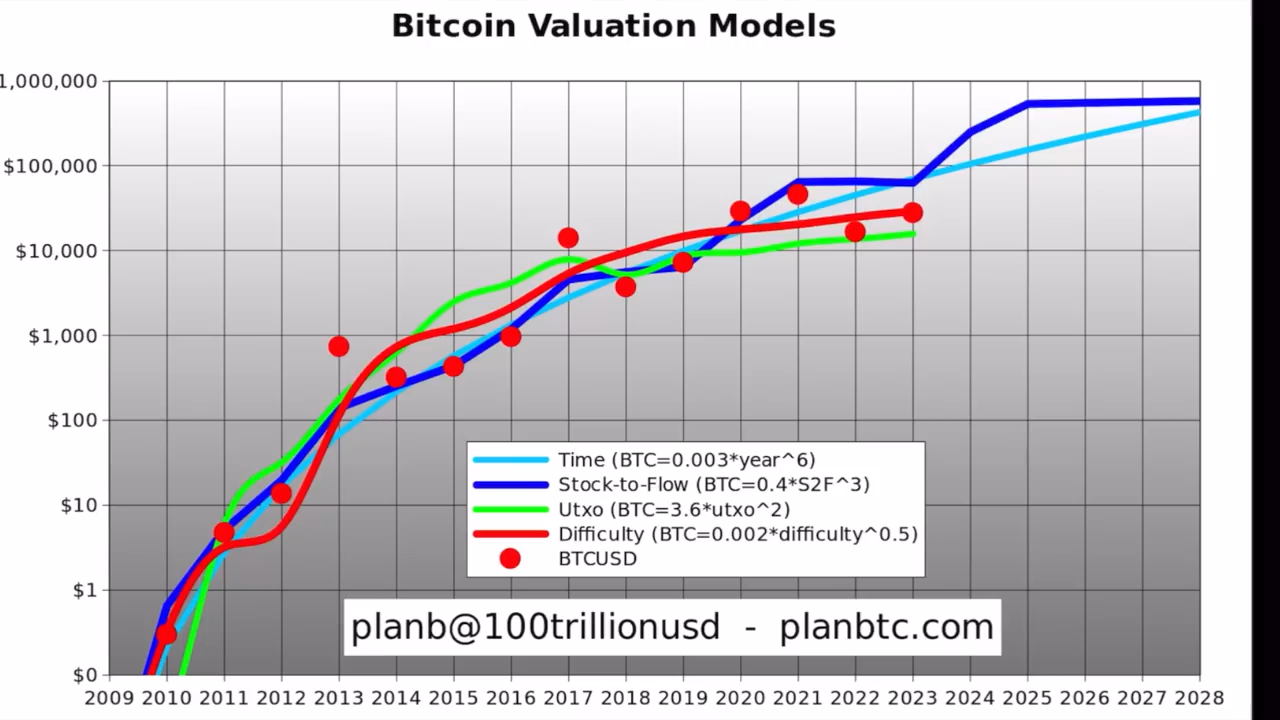 Bitcoin Valuation Models
1,000,000
$100,000
$10,000
$1,000
$100
$10
$1
$0
Time (BTC=0.003*year^6)
Stock-to-Flow (BTC=0.4*S2F^3)
Utxo (BTC=3.6*utxo^2)
Difficulty (BTC=0.002*difficulty^0.5)
BTCUSD
planb@100trillionusd - planbtc.com
2009 2010 2011 2012 2013 2014 2015 2016 2017 2018 2019 2020 2021 2022 2023 2024 2025 2026 2027 2028